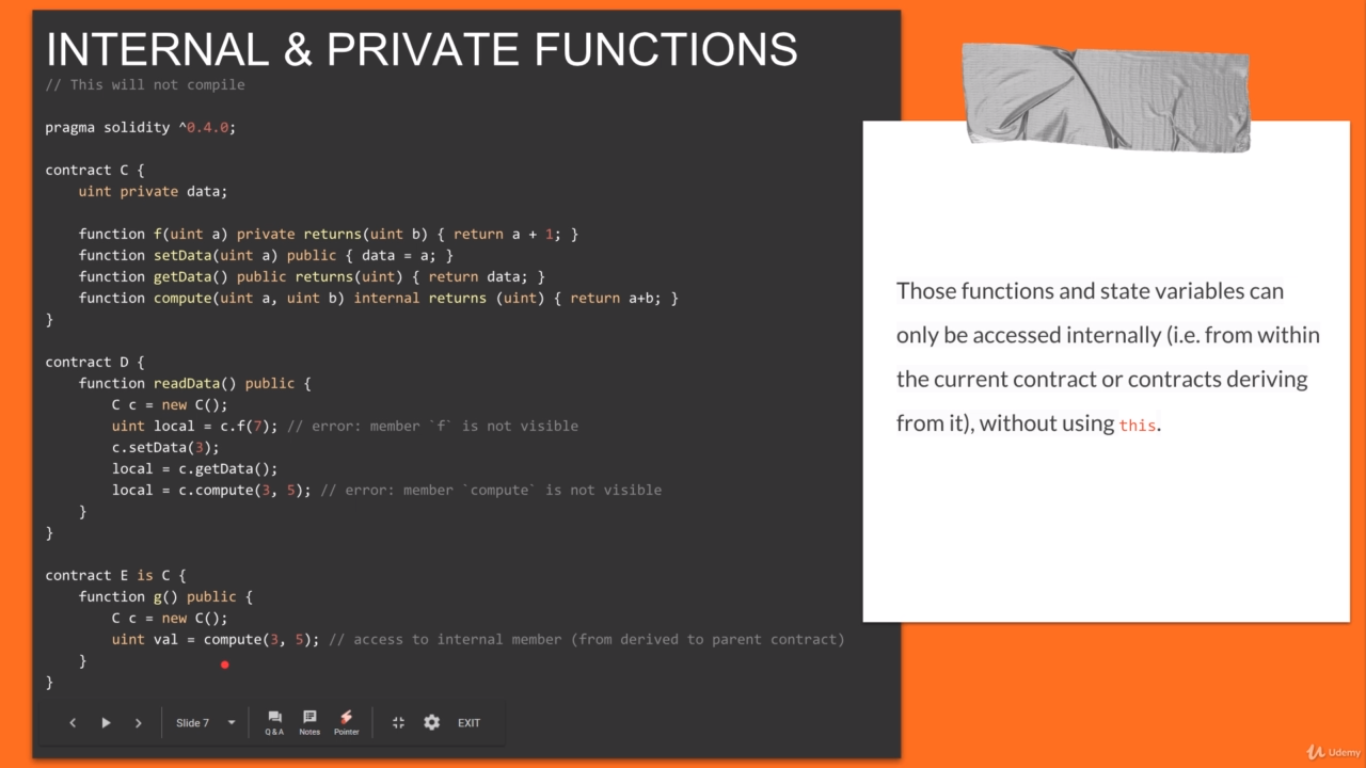 INTERNAL & PRIVATE FUNCTIONS
// This will not compile
pragma solidity ^0.4.0;
contract C {
    uint private data;
    function f(uint a) private returns(uint b) { return a + 1; }
    function setData(uint a) public { data = a; }
    function getData() public returns(uint) { return data; }
    function compute(uint a, uint b) internal returns (uint) { return a+b; }
}
contract D {
    function readData() public {
        C c = new C();
        uint local = c.f(7); // error: member `f` is not visible
        c.setData(3);
        local = c.getData();
        local = c.compute(3, 5); // error: member `compute` is not visible
    }
}
contract E is C {
    function g() public {
        C c = new C();
        uint val = compute(3, 5); // access to internal member (from derived to parent contract)
    }
}
Those functions and state variables can
only be accessed internally (i.e. from within
the current contract or contracts deriving
from it), without using this.
Slide 7
Q & A
Notes
Pointer
EXIT
Udemy